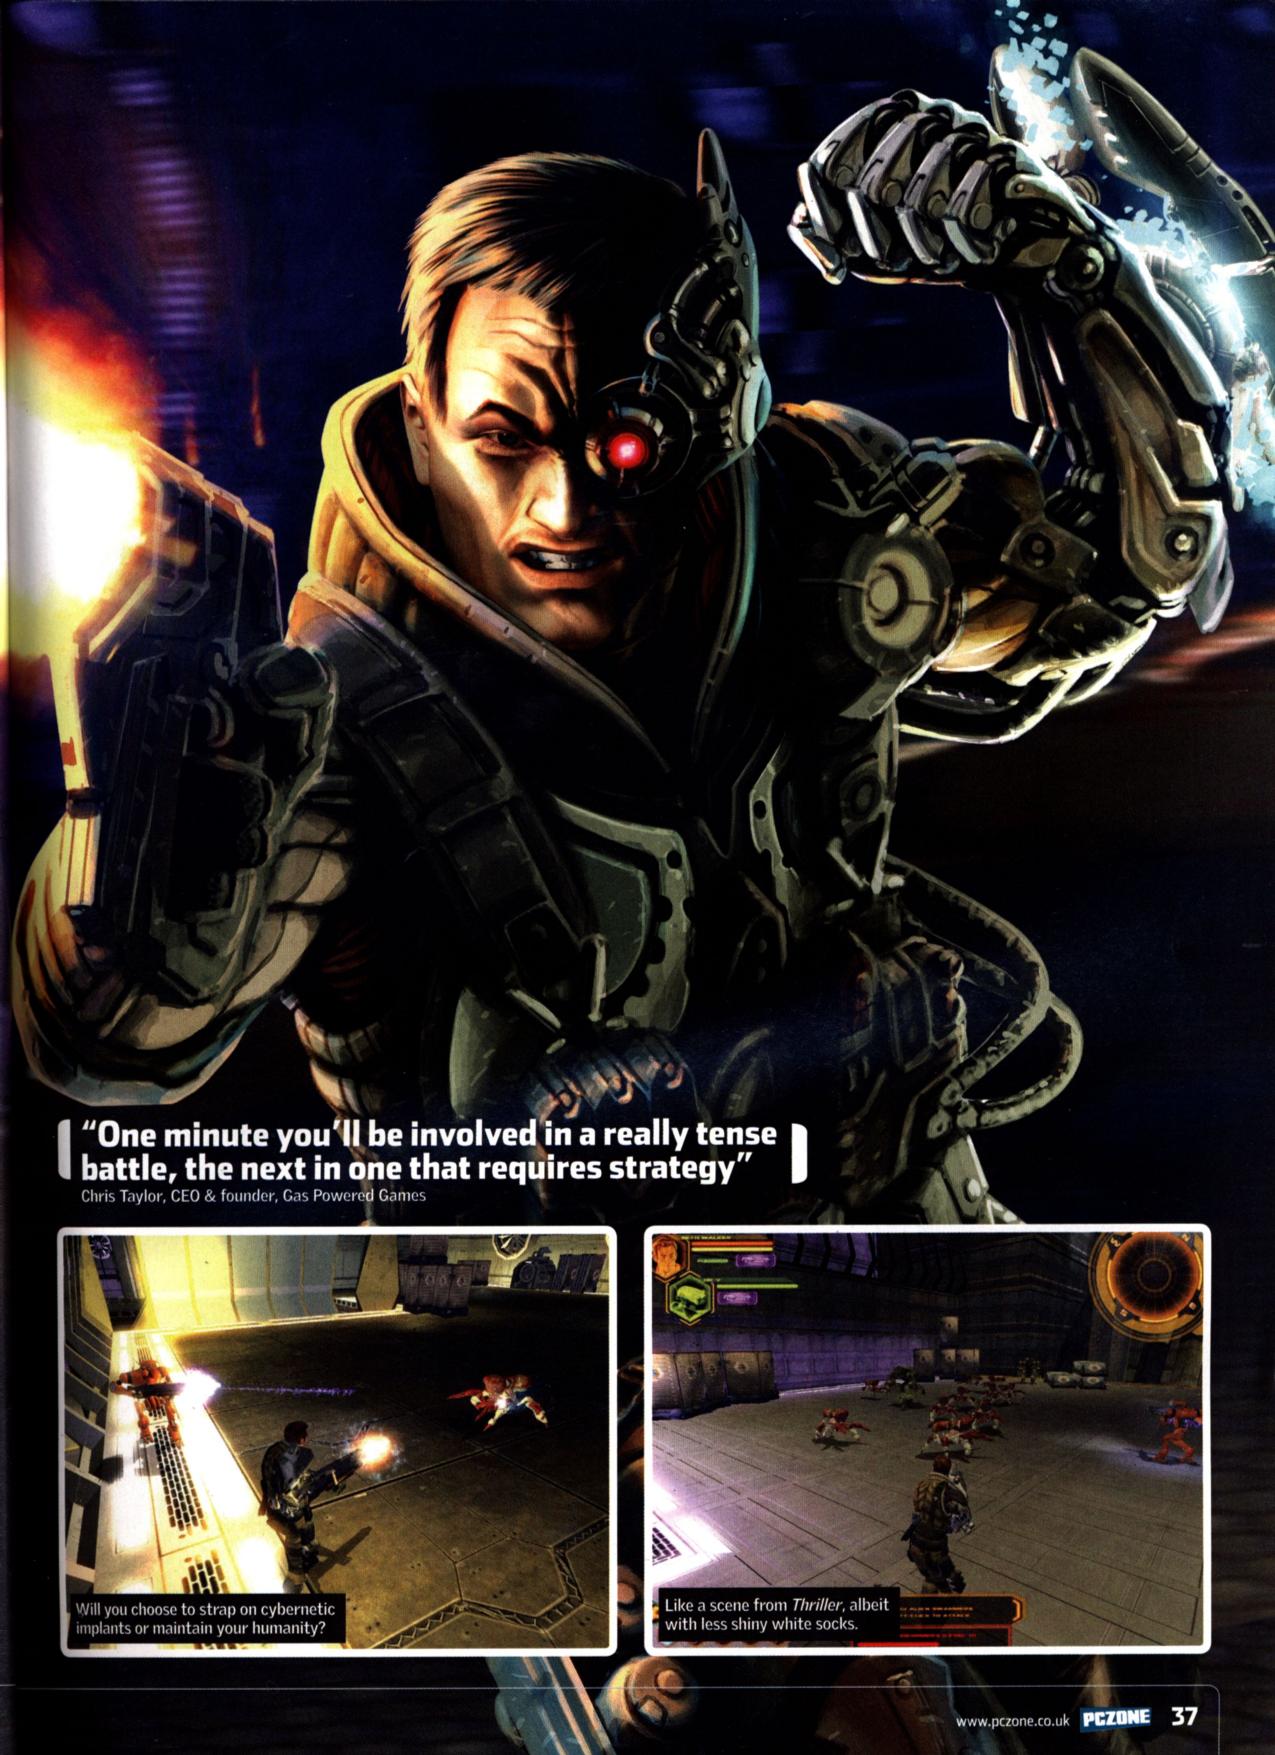 “One minute you’ll be involved in a really tense
battle, the next in one that requires strategy”
Chris Taylor, CEO & founder, Gas Powered Games
Will you choose to strap on cybernetic
implants or maintain your humanity?
Like a scene from Thriller, albeit
with less shiny white socks.
www.pczone.co.uk PCZONE 37